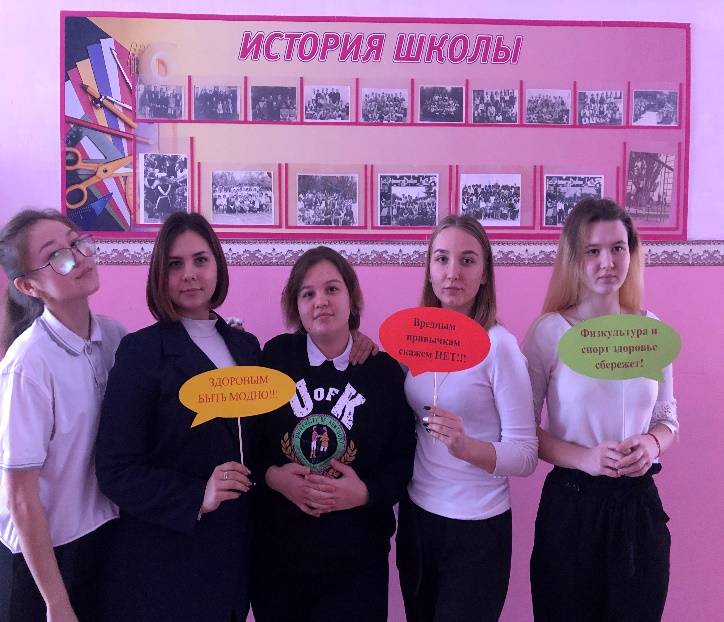 ИСТОРИЯ ШКОЛЫ
ЗДОРОВЫМ
БЫТЬ МОДНО!!!
U OF K
Вредным
привычкам
скажем НЕТ!!!
Физкультура и
спорт здоровье
сбережет!